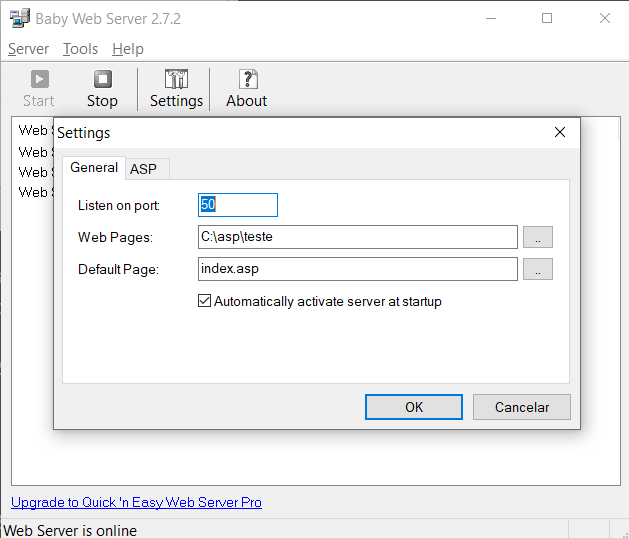 Baby Web Server 2.7.2
Server Tools Help
Start Stop Settings About
Web
Web
Web
Web
Settings
General ASP
Listen on port: 50
Web Pages: C:\asp\teste ..
Default Page: index.asp ..
Automatically activate server at startup
OK Cancelar
Upgrade to Quick 'n Easy Web Server Pro
Web Server is online